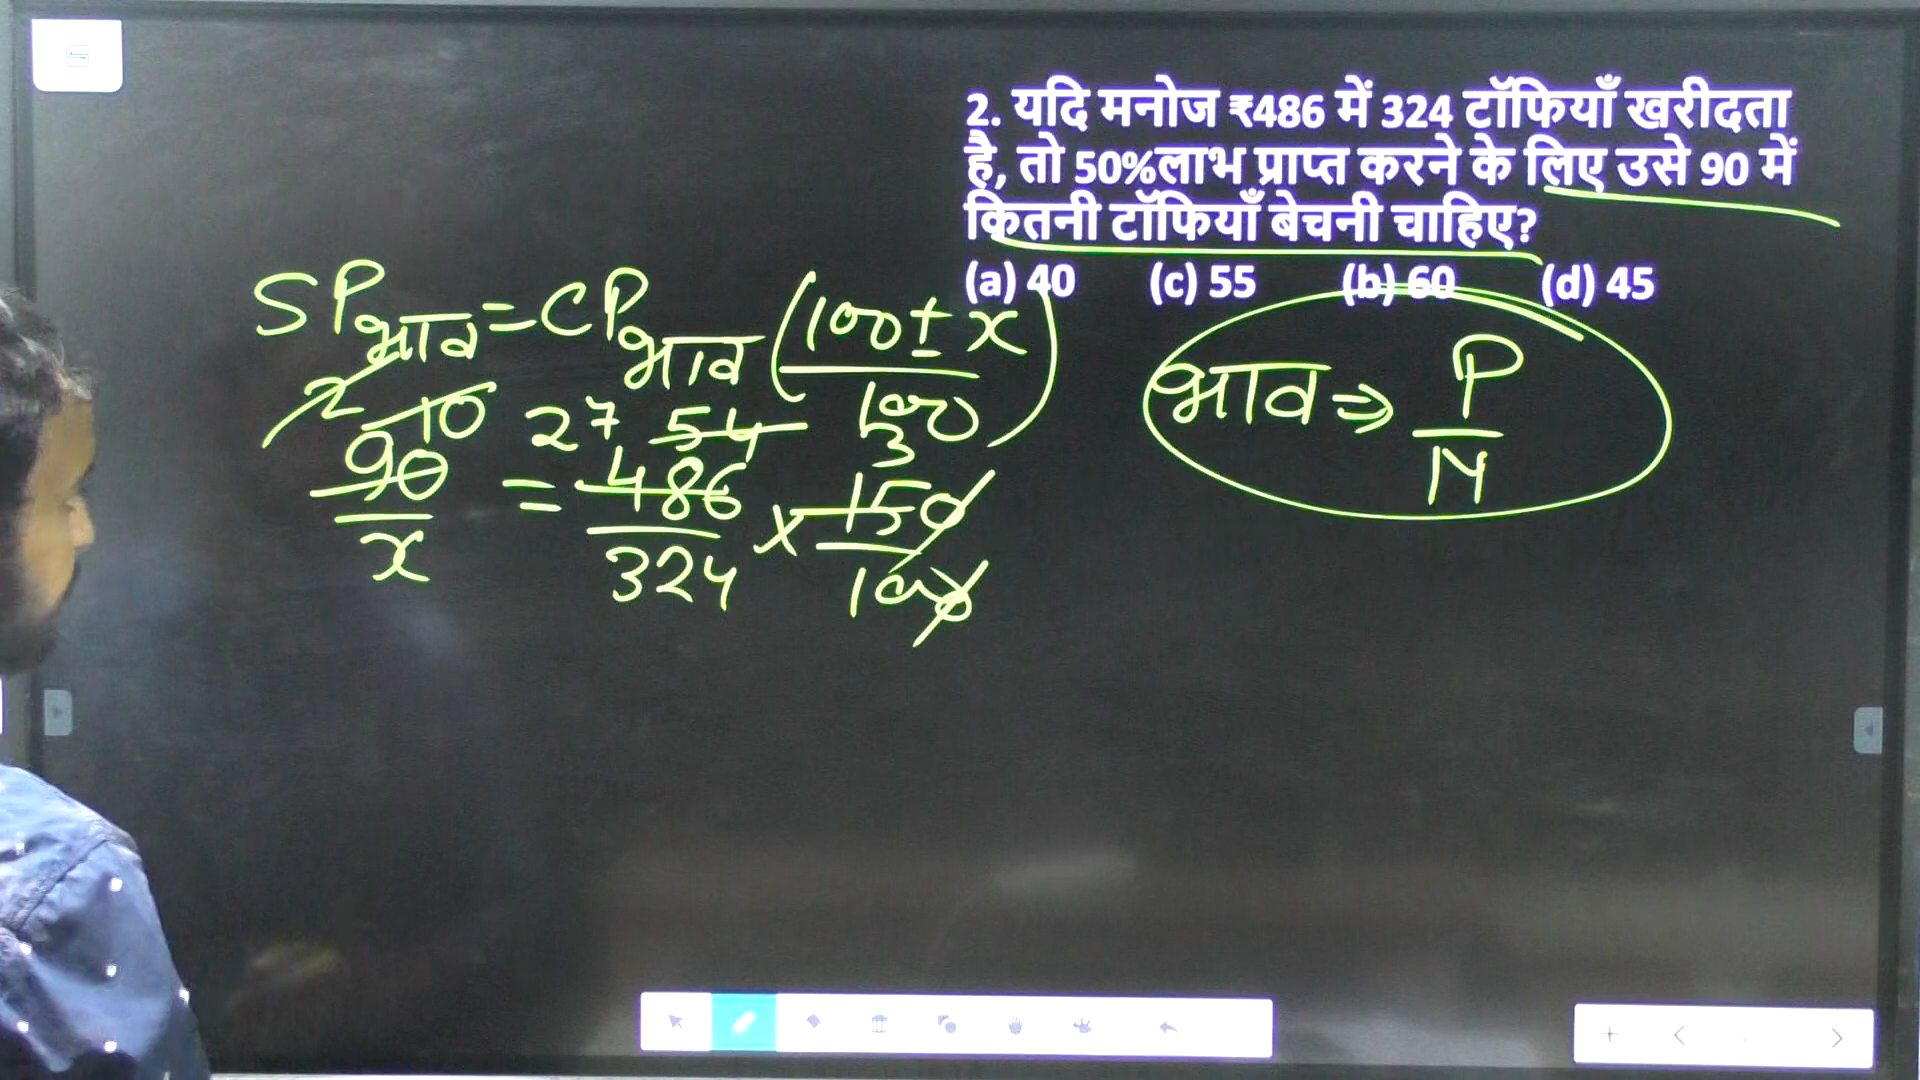 2. यदि मनोज ₹486 में 324 टॉफियाँ खरीदता
है, तो 50%लाभ प्राप्त करने के लिए उसे 90 में
कितनी टॉफियाँ बेचनी चाहिए?
(a) 40 (c) 55 (b) 60 (d) 45
SPभाव = CPभाव (100 ± x / 100)
2 10 27 54 3
90/x = 486/324 × 150/100
भाव ⇒ P/N